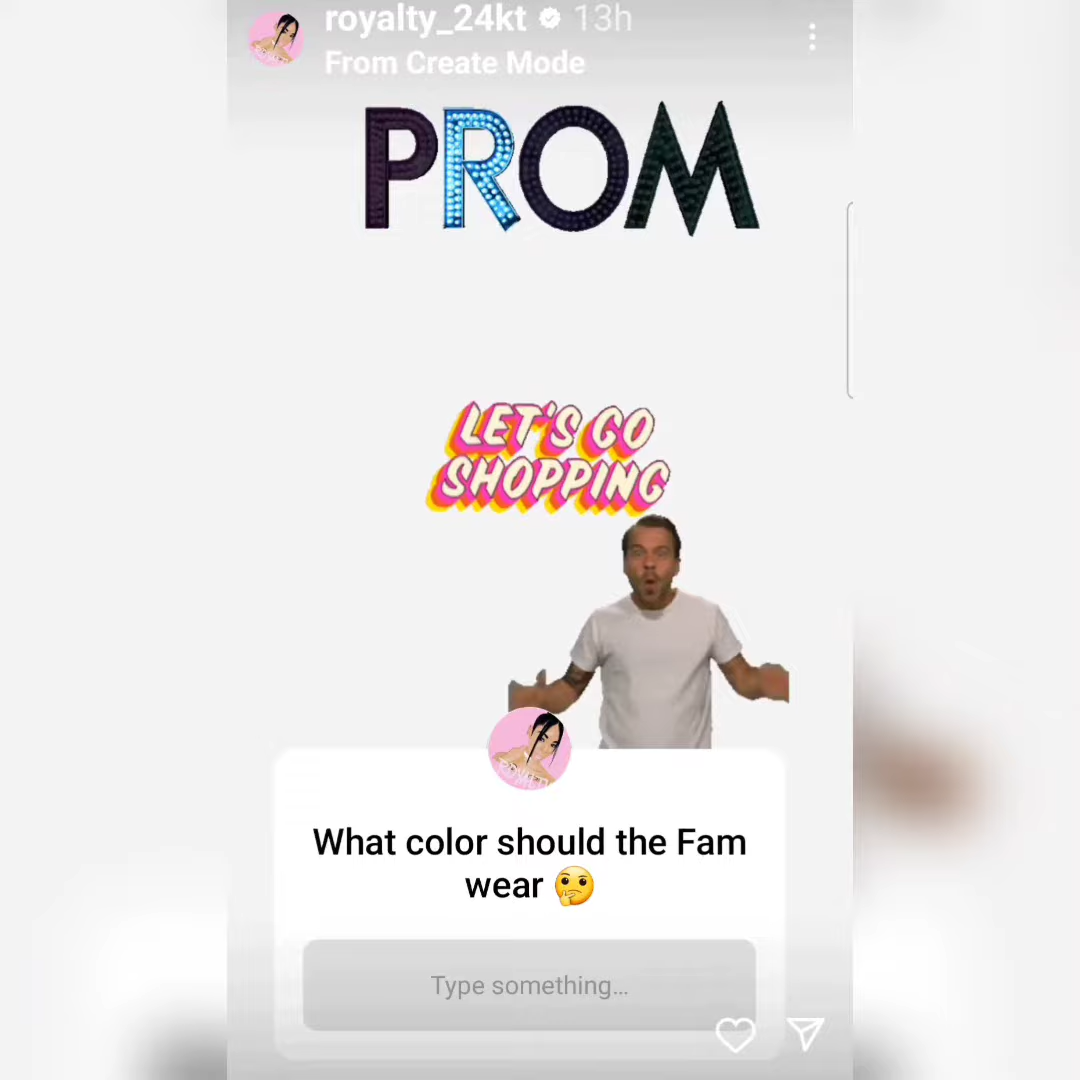 royalty_24kt 13h
From Create Mode
PROM
LET'S GO
SHOPPING
What color should the Fam
wear 🤔
Type something...